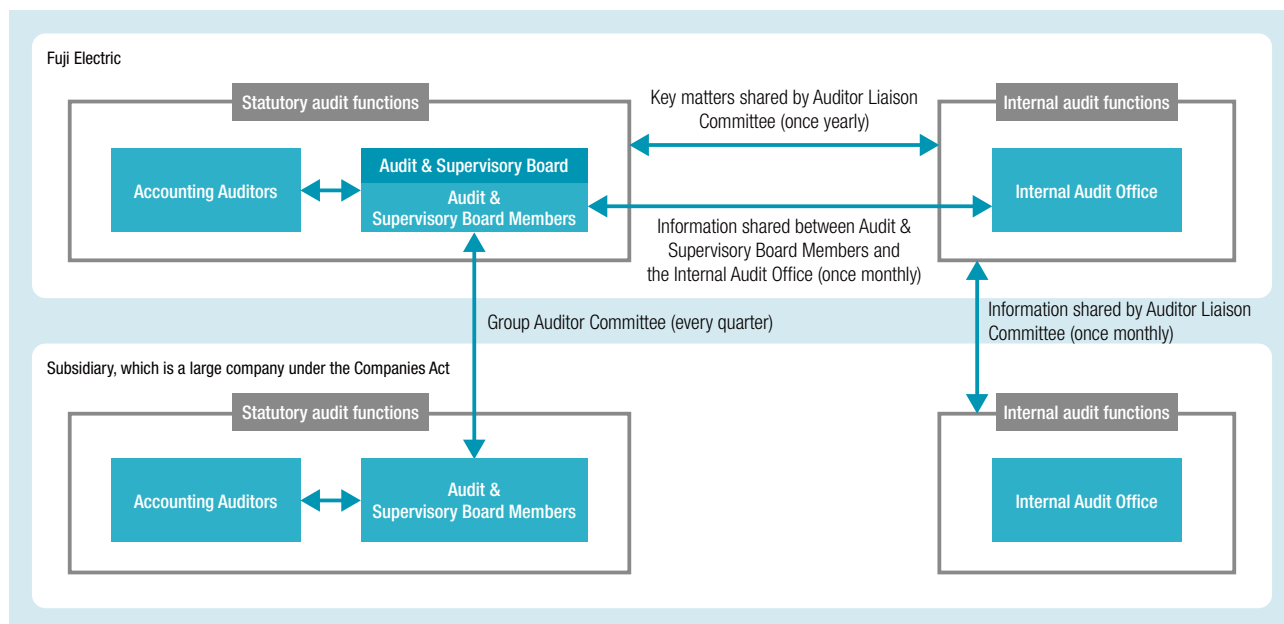 Fuji Electric
Statutory audit functions
Accounting Auditors
Audit & Supervisory Board
Audit &
Supervisory Board Members
Key matters shared by Auditor Liaison
Committee (once yearly)
Information shared between Audit &
Supervisory Board Members and
the Internal Audit Office (once monthly)
Internal audit functions
Internal Audit Office
Group Auditor Committee (every quarter)
Information shared by Auditor Liaison
Committee (once monthly)
Subsidiary, which is a large company under the Companies Act
Statutory audit functions
Accounting Auditors
Audit &
Supervisory Board Members
Internal audit functions
Internal Audit Office